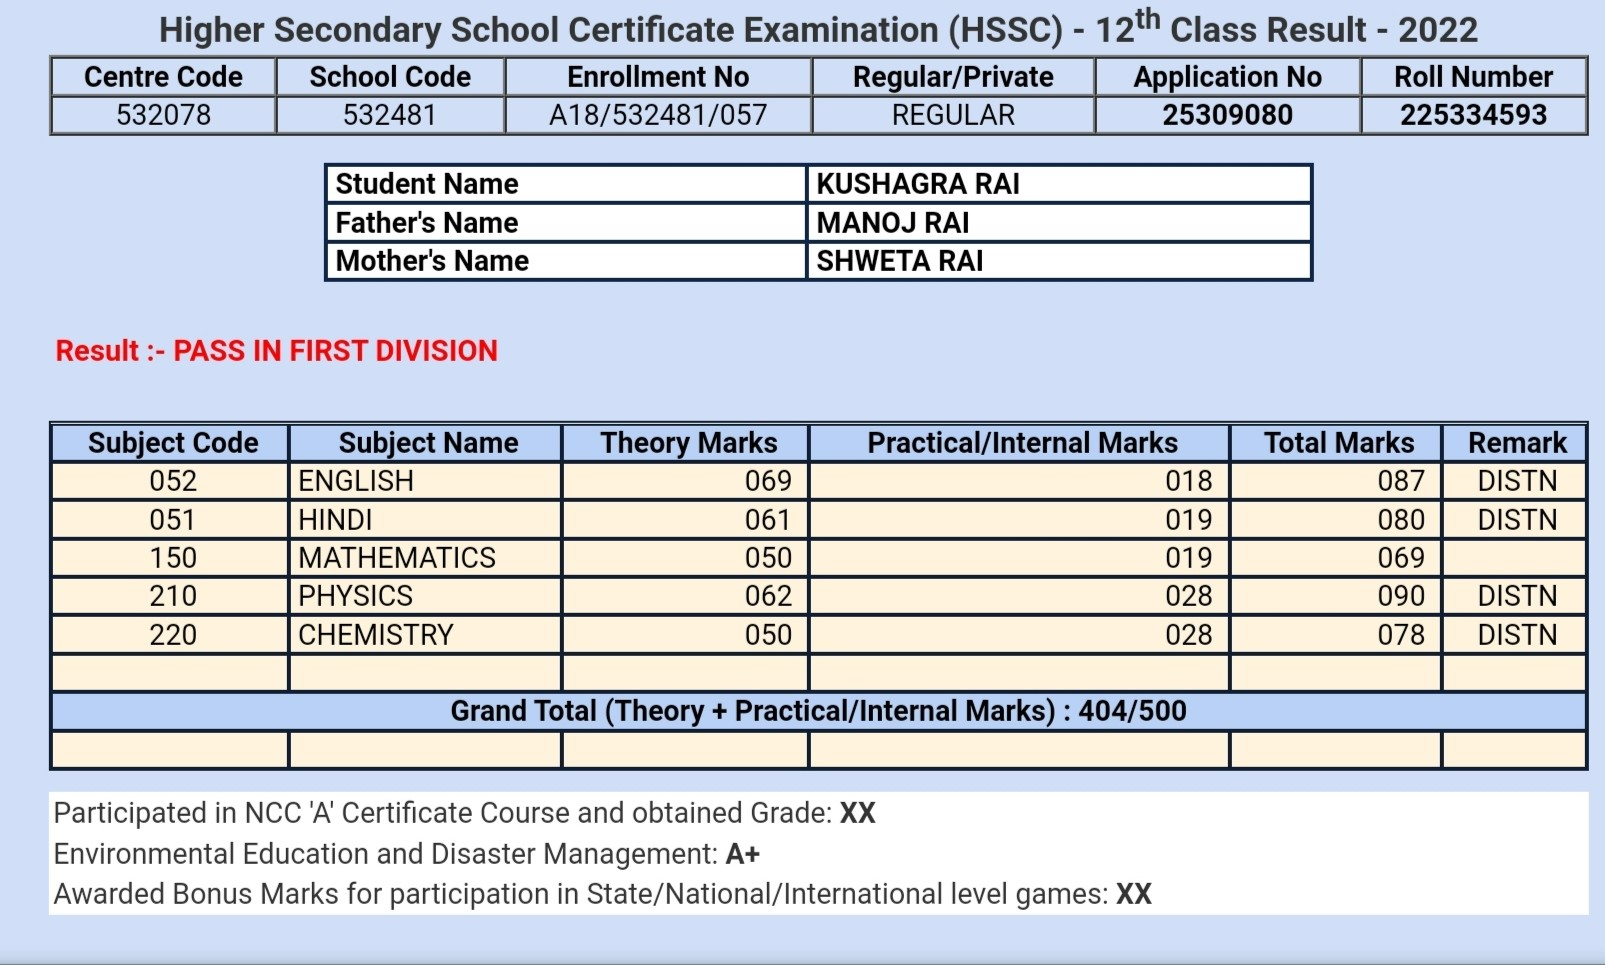 Higher Secondary School Certificate Examination (HSSC) - 12th Class Result - 2022
Centre Code School Code Enrollment No Regular/Private Application No Roll Number
532078 532481 A18/532481/057 REGULAR 25309080 225334593
Student Name KUSHAGRA RAI
Father's Name MANOJ RAI
Mother's Name SHWETA RAI
Result :- PASS IN FIRST DIVISION
Subject Code Subject Name Theory Marks Practical/Internal Marks Total Marks Remark
052 ENGLISH 069 018 087 DISTN
051 HINDI 061 019 080 DISTN
150 MATHEMATICS 050 019 069
210 PHYSICS 062 028 090 DISTN
220 CHEMISTRY 050 028 078 DISTN
Grand Total (Theory + Practical/Internal Marks) : 404/500
Participated in NCC 'A' Certificate Course and obtained Grade: XX
Environmental Education and Disaster Management: A+
Awarded Bonus Marks for participation in State/National/International level games: XX